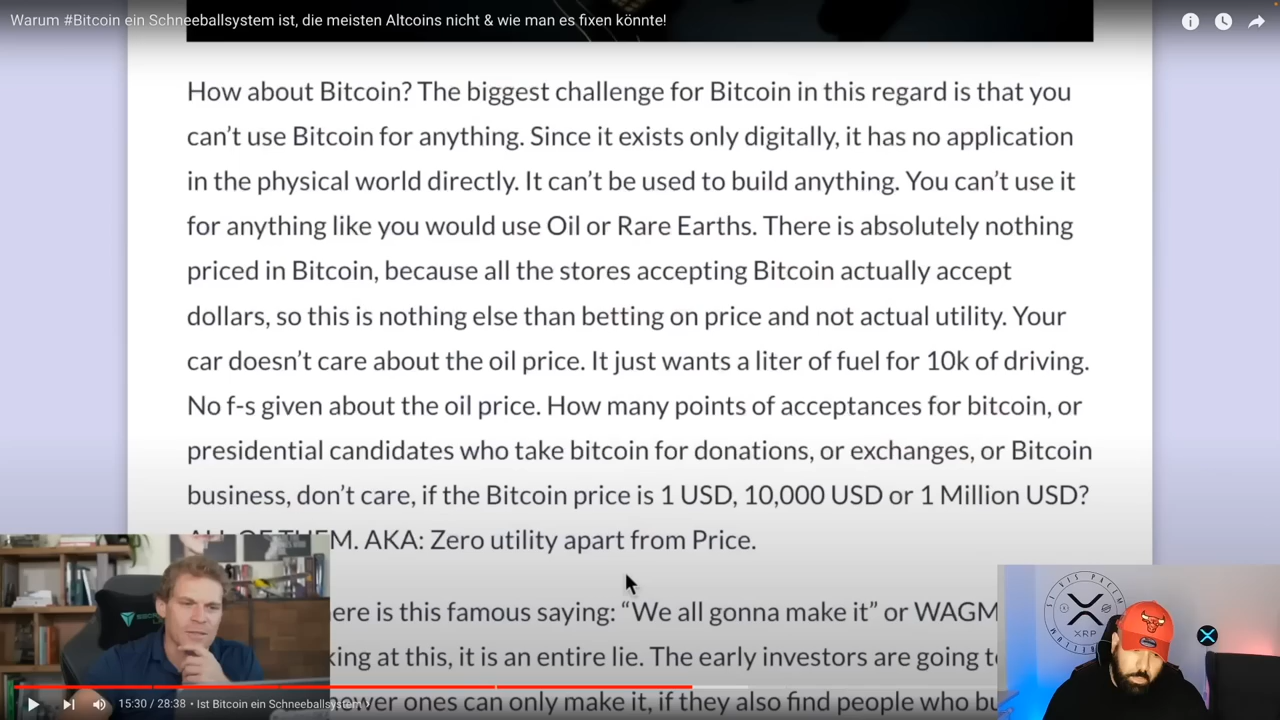 Warum #Bitcoin ein Schneeballsystem ist, die meisten Altcoins nicht & wie man es fixen könnte!
How about Bitcoin? The biggest challenge for Bitcoin in this regard is that you
can’t use Bitcoin for anything. Since it exists only digitally, it has no application
in the physical world directly. It can’t be used to build anything. You can’t use it
for anything like you would use Oil or Rare Earths. There is absolutely nothing
priced in Bitcoin, because all the stores accepting Bitcoin actually accept
dollars, so this is nothing else than betting on price and not actual utility. Your
car doesn’t care about the oil price. It just wants a liter of fuel for 10k of driving.
No f-s given about the oil price. How many points of acceptances for bitcoin, or
presidential candidates who take bitcoin for donations, or exchanges, or Bitcoin
business, don’t care, if the Bitcoin price is 1 USD, 10,000 USD or 1 Million USD?
ALL OF THEM. AKA: Zero utility apart from Price.
ere is this famous saying: “We all gonna make it” or WAGM
king at this, it is an entire lie. The early investors are going
wer ones can only make it, if they also find people who
15:30 / 28:38 • Ist Bitcoin ein Schneeballsystem
XRP